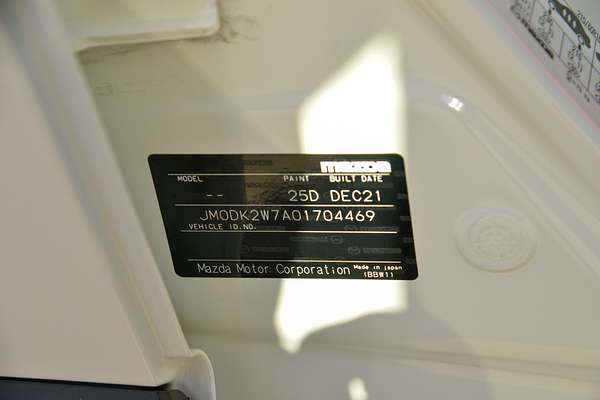 mazda
MODEL PAINT BUILT DATE
-- 25D DEC21
JM0DK2W7A01704469
VEHICLE ID.NO.
Mazda Motor Corporation Made in Japan
(BBW1)